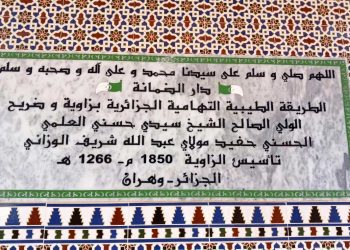 اللهم صلي و سلم على سيدنا محمد و على آله و صحبه و سلم
دار الضمانة
الطريقة الطيبية التهامية الجزائرية بزاوية و ضريح
الولي الصالح الشيخ سيدي حسني العلمي
الحسني حفيد مولاي عبد الله شريف الوزاني
تأسيس الزاوية 1850 م - 1266 هـ
الجزائر - وهران